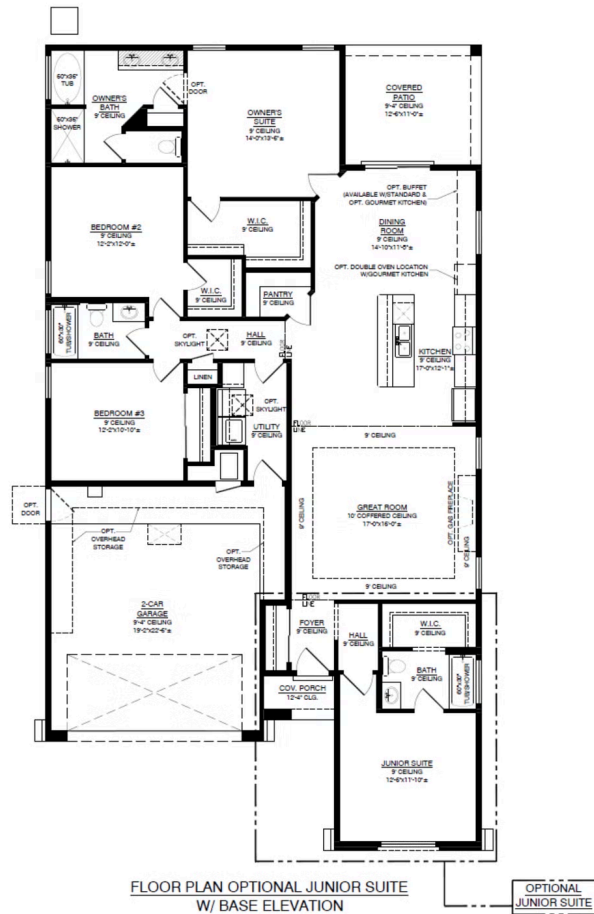 60"x36"
TUB
OWNER'S
BATH
9' CEILING
60"x36"
SHOWER
OPT.
DOOR
OWNER'S
SUITE
9' CEILING
14'-0"x13'-6"±
COVERED
PATIO
9'-4" CEILING
12'-6"x11'-0"±
OPT. BUFFET
(AVAILABLE W/STANDARD &
OPT. GOURMET KITCHEN)
DINING
ROOM
9' CEILING
14'-10"x11'-5"±
OPT. DOUBLE OVEN LOCATION
W/GOURMET KITCHEN
BEDROOM #2
9' CEILING
12'-2"x12'-0"±
W.I.C.
9' CEILING
W.I.C.
9' CEILING
PANTRY
9' CEILING
60"x30"
TUB/SHOWER
BATH
9' CEILING
OPT.
SKYLIGHT
HALL
9' CEILING
FLOOR
LINE
KITCHEN
9' CEILING
17'-0"x12'-1"±
LINEN
BEDROOM #3
9' CEILING
12'-2"x10'-10"±
OPT.
SKYLIGHT
UTILITY
9' CEILING
FLOOR
LINE
9' CEILING
9' CEILING
GREAT ROOM
10' COFFERED CEILING
17'-0"x16'-0"±
OPT. GAS FIREPLACE
9' CEILING
9' CEILING
OPT.
DOOR
OPT.
OVERHEAD
STORAGE
OPT.
OVERHEAD
STORAGE
2-CAR
GARAGE
9'-4" CEILING
19'-2"x22'-6"±
FLOOR
LINE
FOYER
9' CEILING
HALL
9' CEILING
W.I.C.
9' CEILING
BATH
9' CEILING
60"x30"
TUB/SHOWER
COV. PORCH
12'-4" CLG.
JUNIOR SUITE
9' CEILING
12'-6"x11'-10"±
FLOOR PLAN OPTIONAL JUNIOR SUITE
W/ BASE ELEVATION
OPTIONAL
JUNIOR SUITE